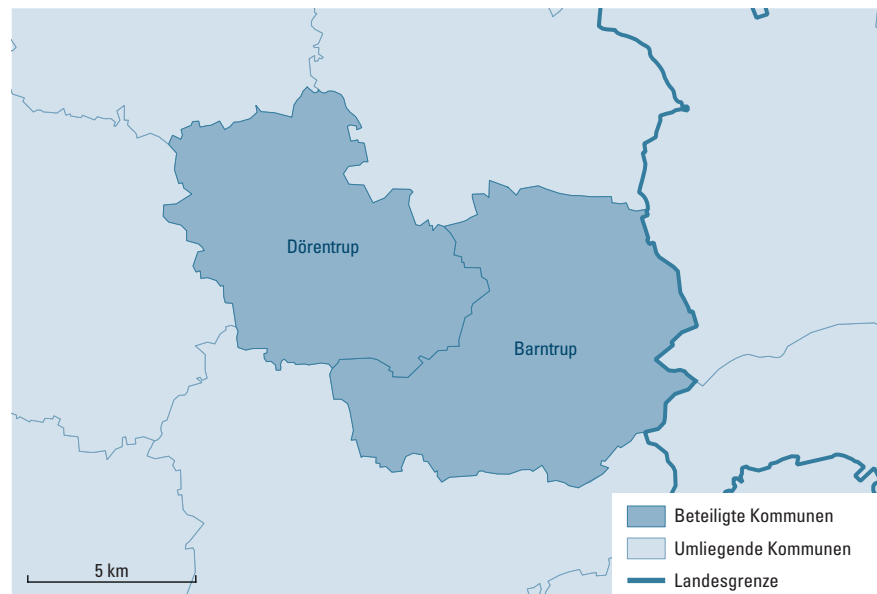 Dörentrup
Barntrup
5 km
Beteiligte Kommunen
Umliegende Kommunen
Landesgrenze